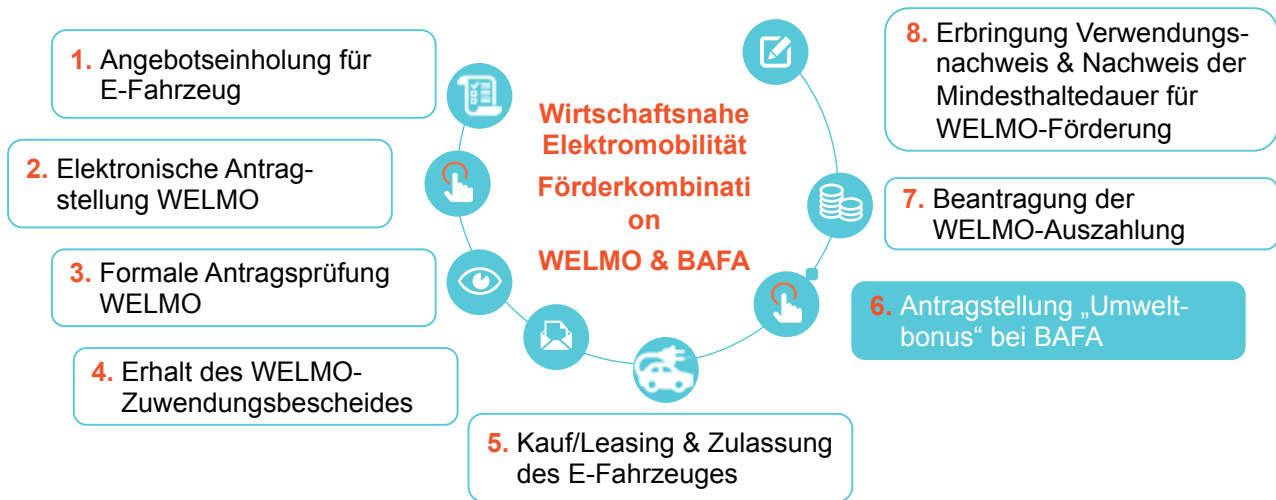 1. Angebotseinholung für
E-Fahrzeug
2. Elektronische Antrag-
stellung WELMO
3. Formale Antragsprüfung
WELMO
4. Erhalt des WELMO-
Zuwendungsbescheides
5. Kauf/Leasing & Zulassung
des E-Fahrzeuges
6. Antragstellung „Umwelt-
bonus“ bei BAFA
7. Beantragung der
WELMO-Auszahlung
8. Erbringung Verwendungs-
nachweis & Nachweis der
Mindesthaltedauer für
WELMO-Förderung
Wirtschaftsnahe
Elektromobilität
Förderkombinati
on
WELMO & BAFA